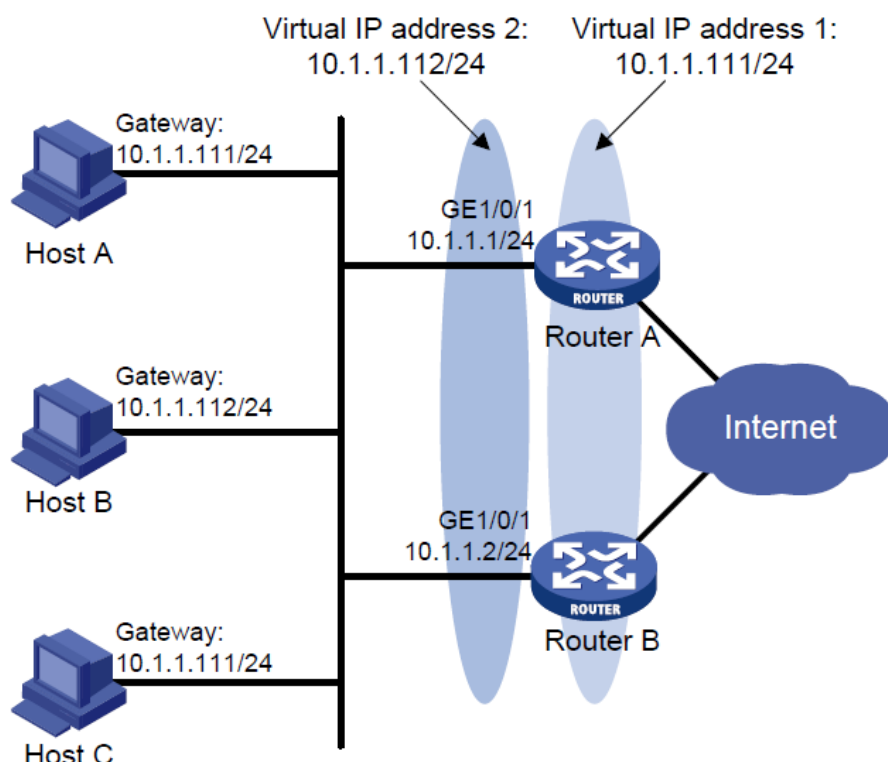 Virtual IP address 2:
10.1.1.112/24
Virtual IP address 1:
10.1.1.111/24
Gateway:
10.1.1.111/24
Host A
GE1/0/1
10.1.1.1/24
ROUTER
Router A
Gateway:
10.1.1.112/24
Host B
Internet
GE1/0/1
10.1.1.2/24
ROUTER
Router B
Gateway:
10.1.1.111/24
Host C